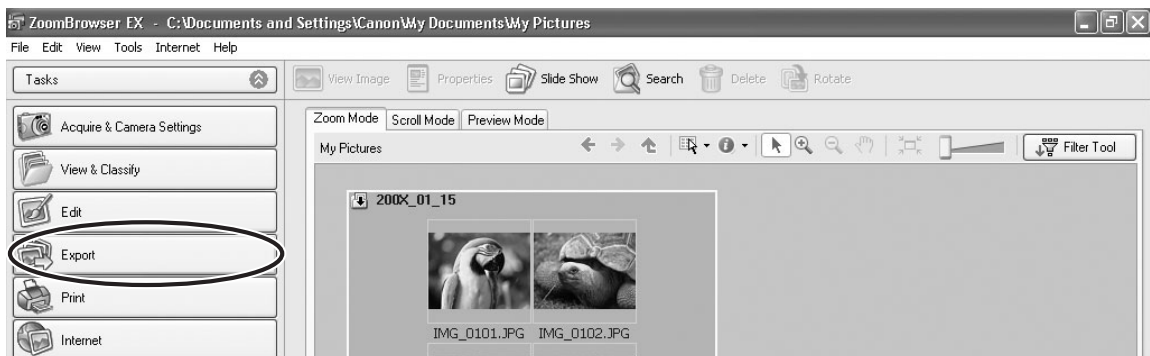 ZoomBrowser EX - C:\Documents and Settings\Canon\My Documents\My Pictures
File Edit View Tools Internet Help
Tasks
View Image Properties Slide Show Search Delete Rotate
Acquire & Camera Settings
View & Classify
Edit
Export
Print
Internet
Zoom Mode Scroll Mode Preview Mode
My Pictures
Filter Tool
200X_01_15
IMG_0101.JPG IMG_0102.JPG